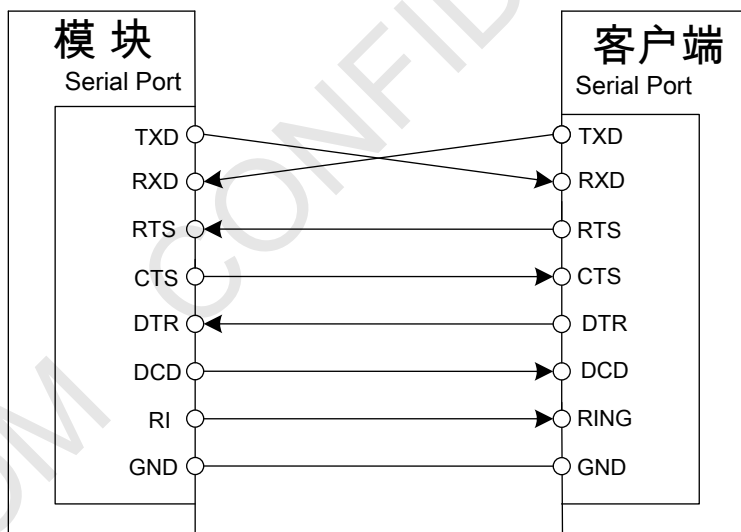 模块
Serial Port
TXD
RXD
RTS
CTS
DTR
DCD
RI
GND
客户端
Serial Port
TXD
RXD
RTS
CTS
DTR
DCD
RING
GND